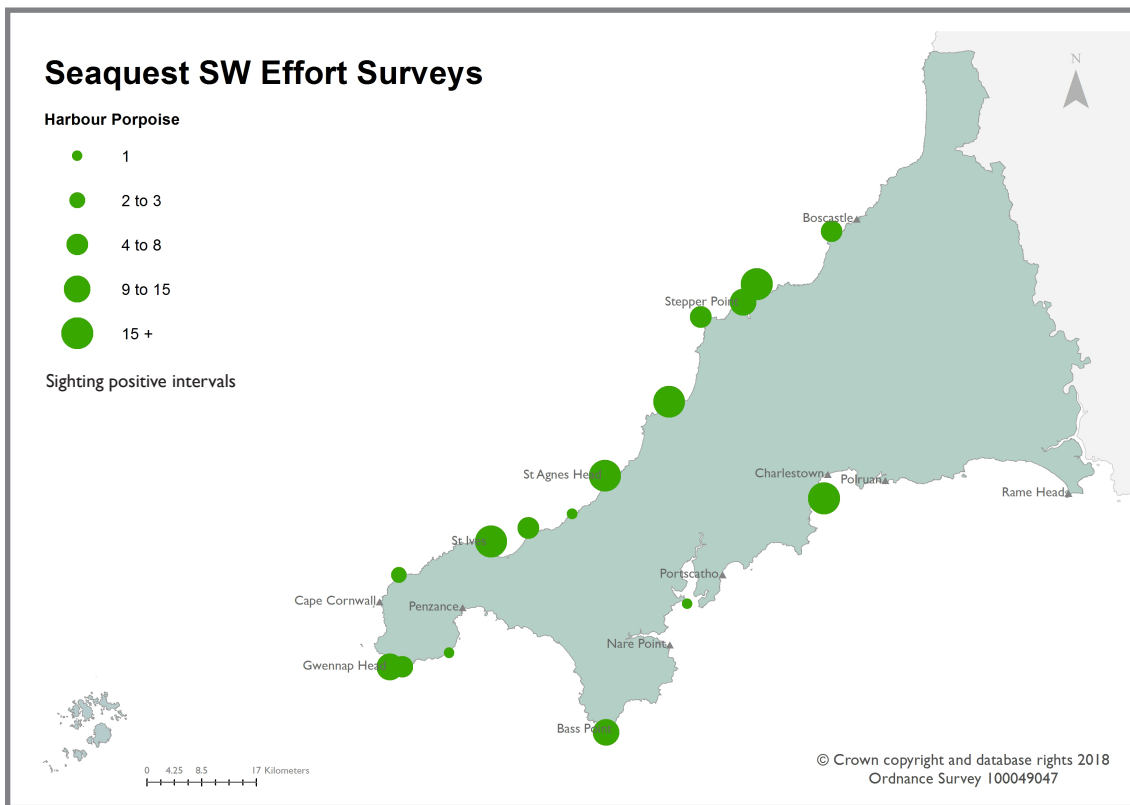 Seaquest SW Effort Surveys
Harbour Porpoise
1
2 to 3
4 to 8
9 to 15
15 +
Sighting positive intervals
N
Boscastle
Stepper Point
St Agnes Head
Charlestown
Polruan
Rame Head
St Ives
Portscatho
Cape Cornwall
Penzance
Nare Point
Gwennap Head
Bass Point
0 4.25 8.5 17 Kilometers
© Crown copyright and database rights 2018
Ordnance Survey 100049047